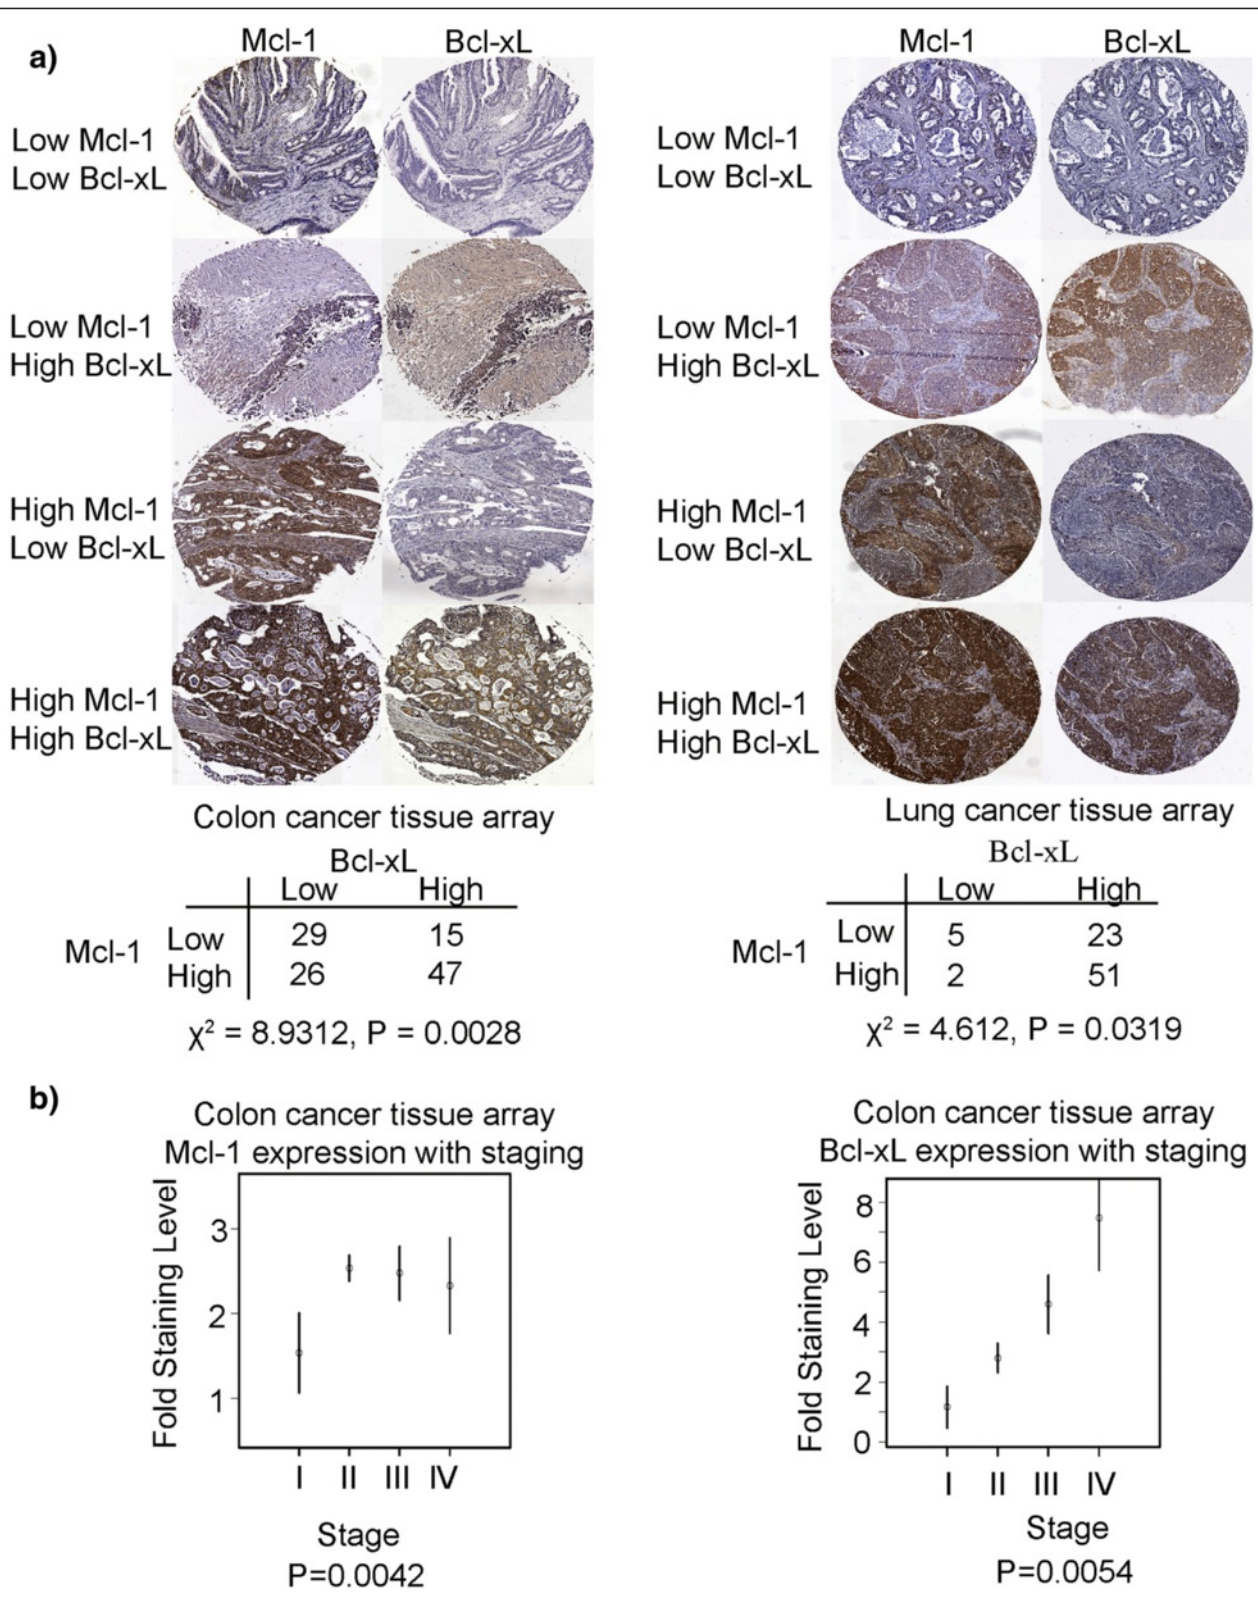 a)
Mcl-1 Bcl-xL
Low Mcl-1
Low Bcl-xL
Low Mcl-1
High Bcl-xL
High Mcl-1
Low Bcl-xL
High Mcl-1
High Bcl-xL
Colon cancer tissue array
Bcl-xL
Low High
Mcl-1
Low 29 15
High 26 47
χ² = 8.9312, P = 0.0028
Mcl-1 Bcl-xL
Low Mcl-1
Low Bcl-xL
Low Mcl-1
High Bcl-xL
High Mcl-1
Low Bcl-xL
High Mcl-1
High Bcl-xL
Lung cancer tissue array
Bcl-xL
Low High
Mcl-1
Low 5 23
High 2 51
χ² = 4.612, P = 0.0319
b)
Colon cancer tissue array
Mcl-1 expression with staging
Fold Staining Level
3
2
1
I II III IV
Stage
P=0.0042
Colon cancer tissue array
Bcl-xL expression with staging
Fold Staining Level
8
6
4
2
0
I II III IV
Stage
P=0.0054